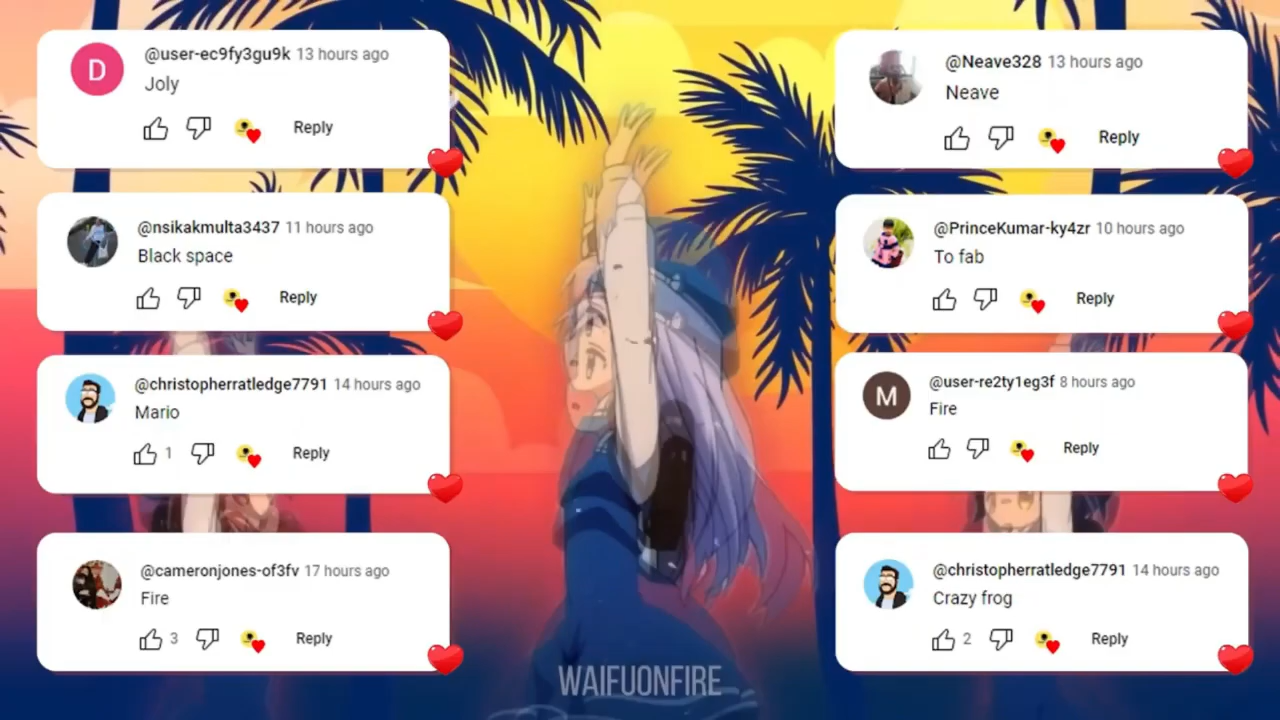 @user-ec9fy3gu9k 13 hours ago
Joly
Reply
@nsikakmulta3437 11 hours ago
Black space
Reply
@christopherratledge7791 14 hours ago
Mario
1 Reply
@cameronjones-of3fv 17 hours ago
Fire
3 Reply
@Neave328 13 hours ago
Neave
Reply
@PrinceKumar-ky4zr 10 hours ago
To fab
Reply
@user-re2ty1eg3f 8 hours ago
Fire
Reply
@christopherratledge7791 14 hours ago
Crazy frog
2 Reply
D
M
WAIFUONFIRE